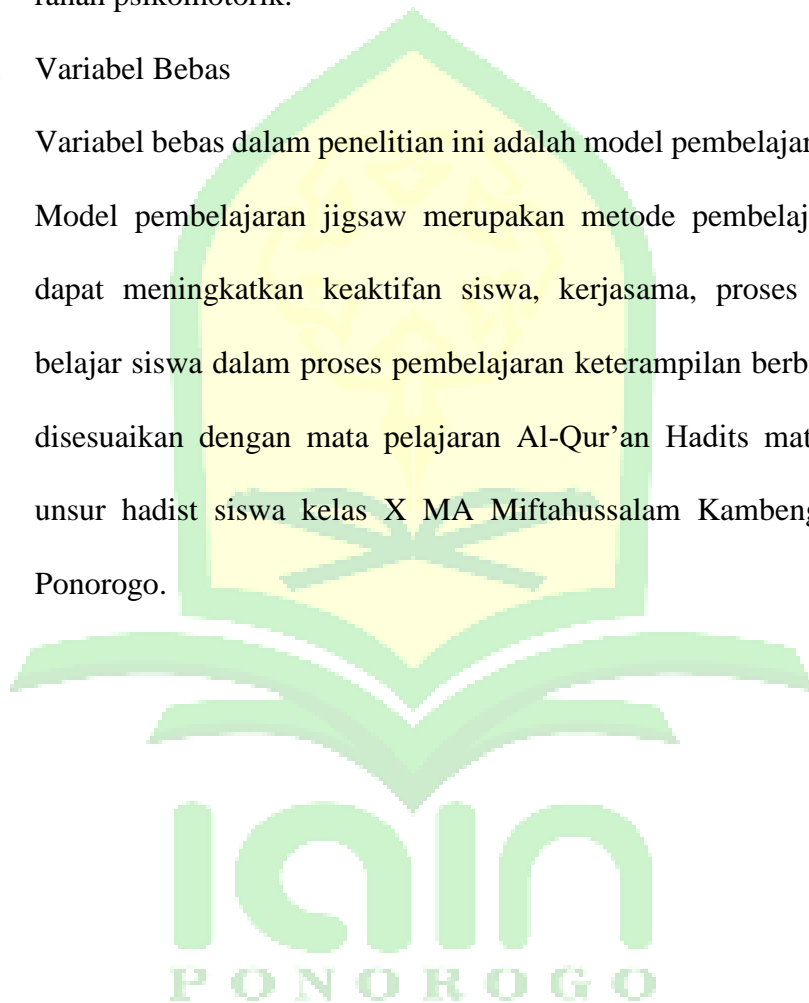 ranah psikomotorik.
Variabel Bebas
Variabel bebas dalam penelitian ini adalah model pembelajaran
Model pembelajaran jigsaw merupakan metode pembelaj
dapat meningkatkan keaktifan siswa, kerjasama, proses
belajar siswa dalam proses pembelajaran keterampilan berb
disesuaikan dengan mata pelajaran Al-Qur'an Hadits mat
unsur hadist siswa kelas X MA Miftahussalam Kambeng
Ponorogo.
iain
PONOROGO